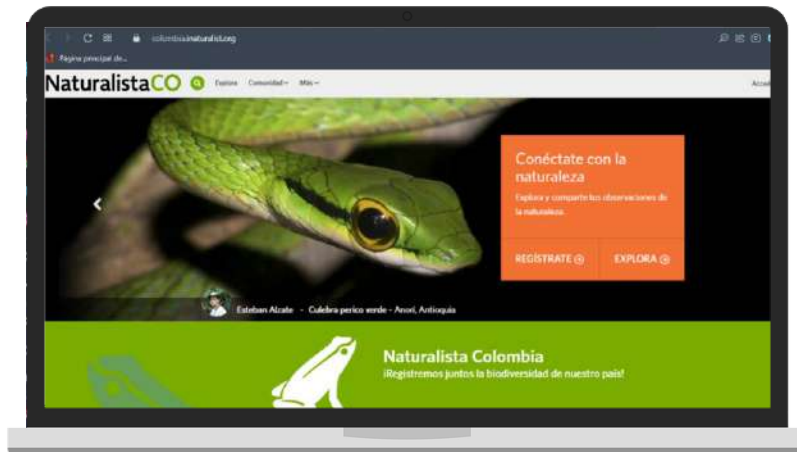 colombia.inaturalist.org
Página principal de...
NaturalistaCO
Explora Comunidad Más
Acced
Conéctate con la
naturaleza
Explora y comparte tus observaciones de
la naturaleza.
REGÍSTRATE
EXPLORA
Esteban Alzate - Culebra perico verde - Anorí, Antioquia
Naturalista Colombia
¡Registremos juntos la biodiversidad de nuestro país!